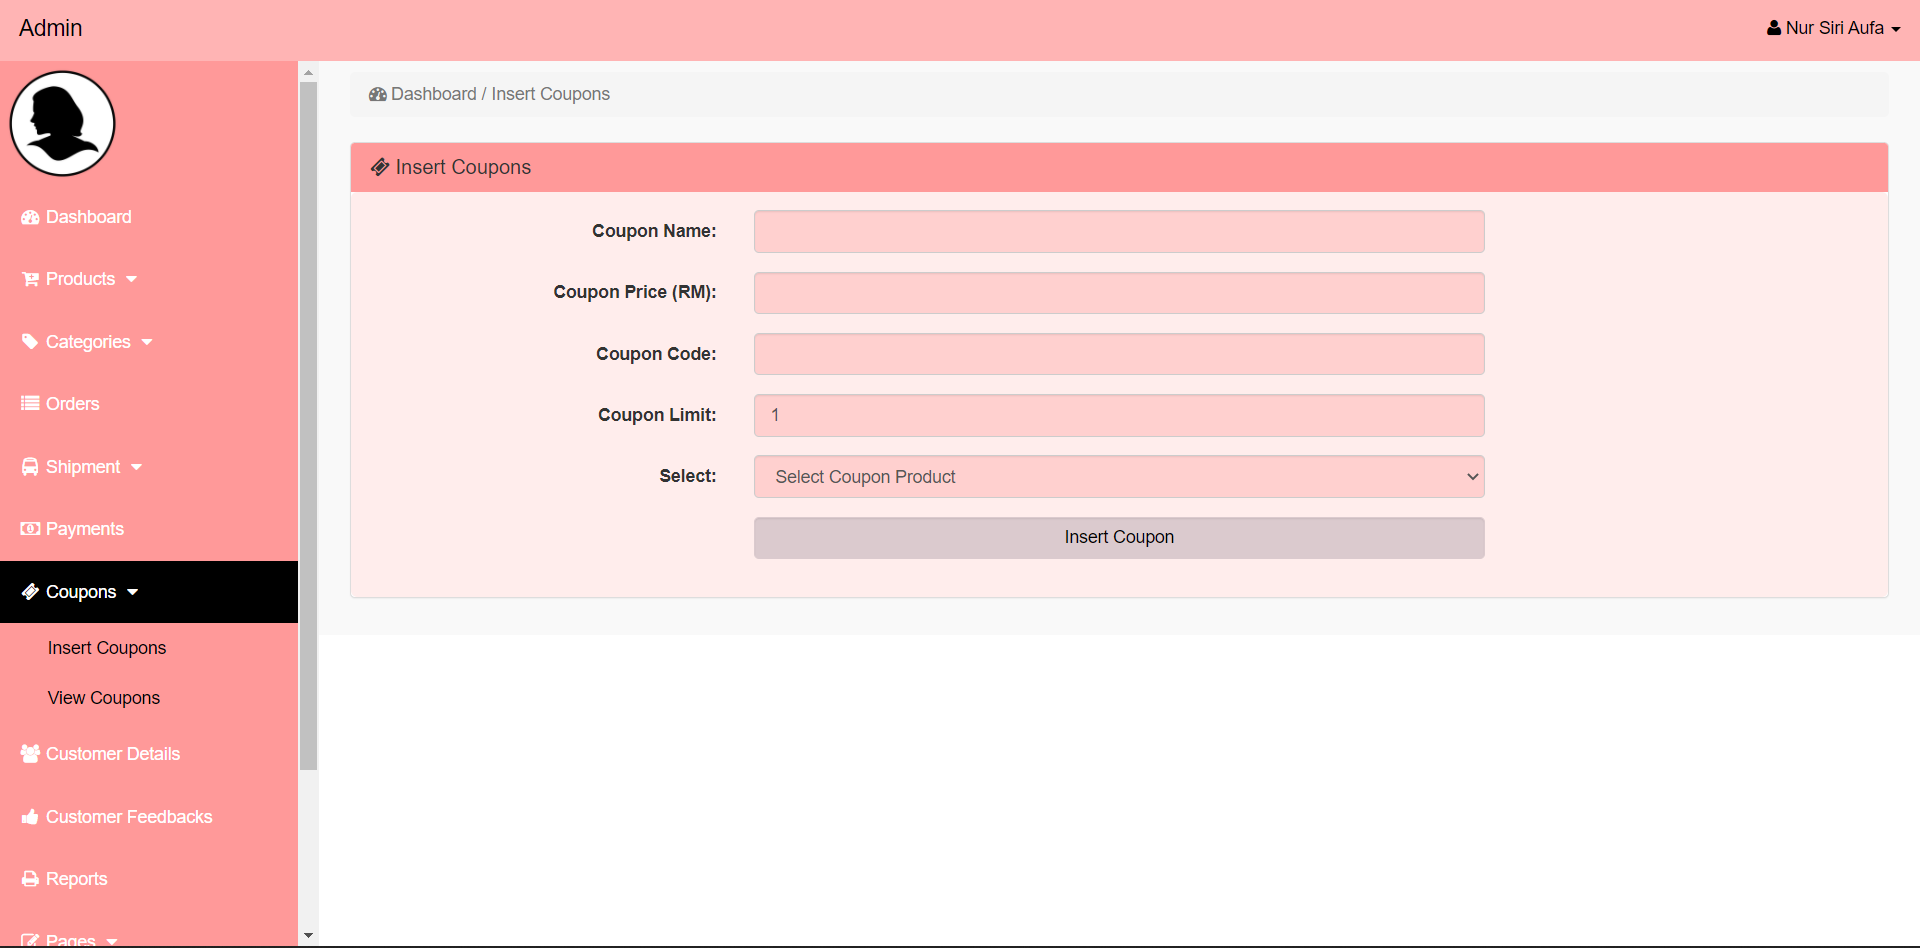 Admin
Nur Siri Aufa
Dashboard / Insert Coupons
Insert Coupons
Coupon Name:
Coupon Price (RM):
Coupon Code:
Coupon Limit:
1
Select:
Select Coupon Product
Insert Coupon
Dashboard
Products
Categories
Orders
Shipment
Payments
Coupons
Insert Coupons
View Coupons
Customer Details
Customer Feedbacks
Reports
Pages